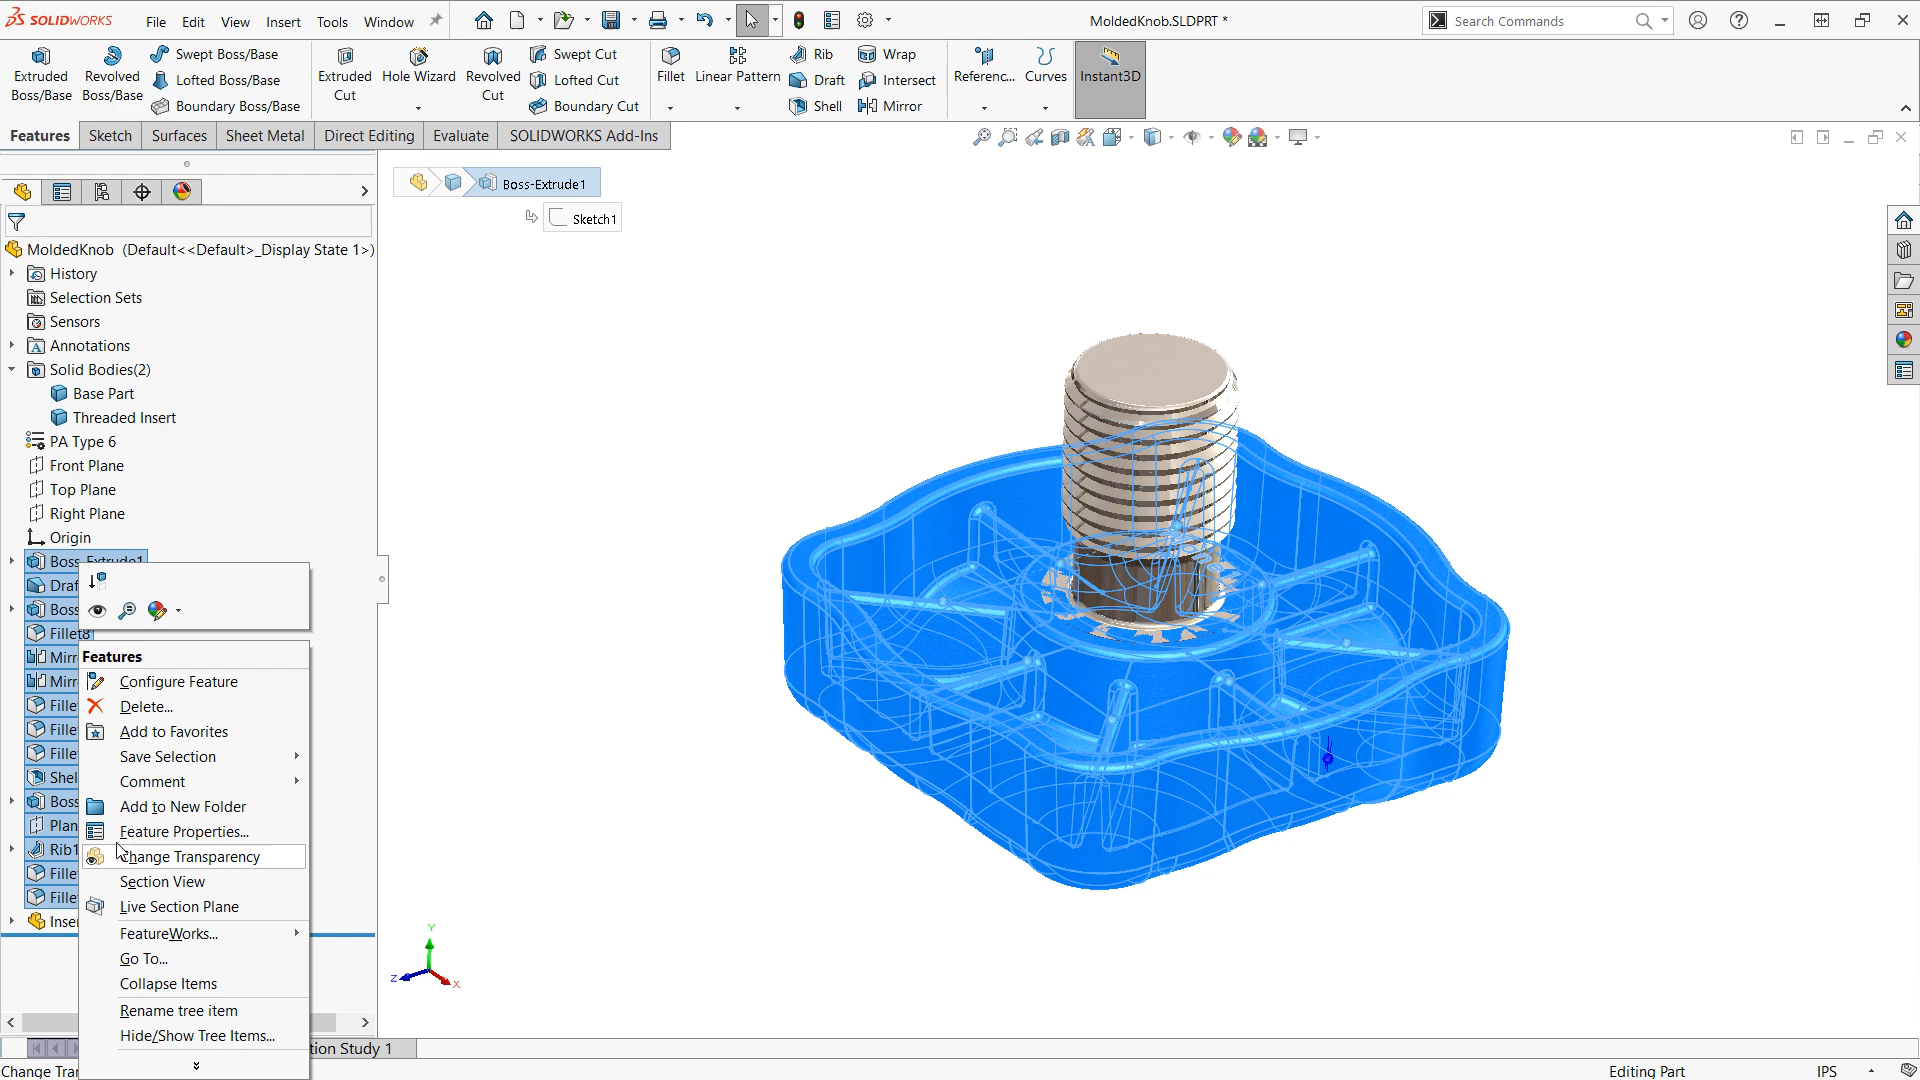 SOLIDWORKS File Edit View Insert Tools Window MoldedKnob.SLDPRT * Search Commands
Extruded Boss/Base
Revolved Boss/Base
Swept Boss/Base
Lofted Boss/Base
Boundary Boss/Base
Extruded Cut
Hole Wizard
Revolved Cut
Swept Cut
Lofted Cut
Boundary Cut
Fillet
Linear Pattern
Rib
Draft
Shell
Wrap
Intersect
Mirror
Referenc...
Curves
Instant3D
Features Sketch Surfaces Sheet Metal Direct Editing Evaluate SOLIDWORKS Add-Ins
Boss-Extrude1
Sketch1
MoldedKnob (Default<<Default>_Display State 1>)
History
Selection Sets
Sensors
Annotations
Solid Bodies(2)
Base Part
Threaded Insert
PA Type 6
Front Plane
Top Plane
Right Plane
Origin
Boss-Extrude1
Draf
Boss
Fillet8
Mirr
Mirr
Fille
Fille
Fille
Shel
Boss
Plan
Rib1
Fille
Fille
Inser
Features
Configure Feature
Delete...
Add to Favorites
Save Selection
Comment
Add to New Folder
Feature Properties...
Change Transparency
Section View
Live Section Plane
FeatureWorks...
Go To...
Collapse Items
Rename tree item
Hide/Show Tree Items...
Y
Z
X
tion Study 1
Change Tran
Editing Part
IPS